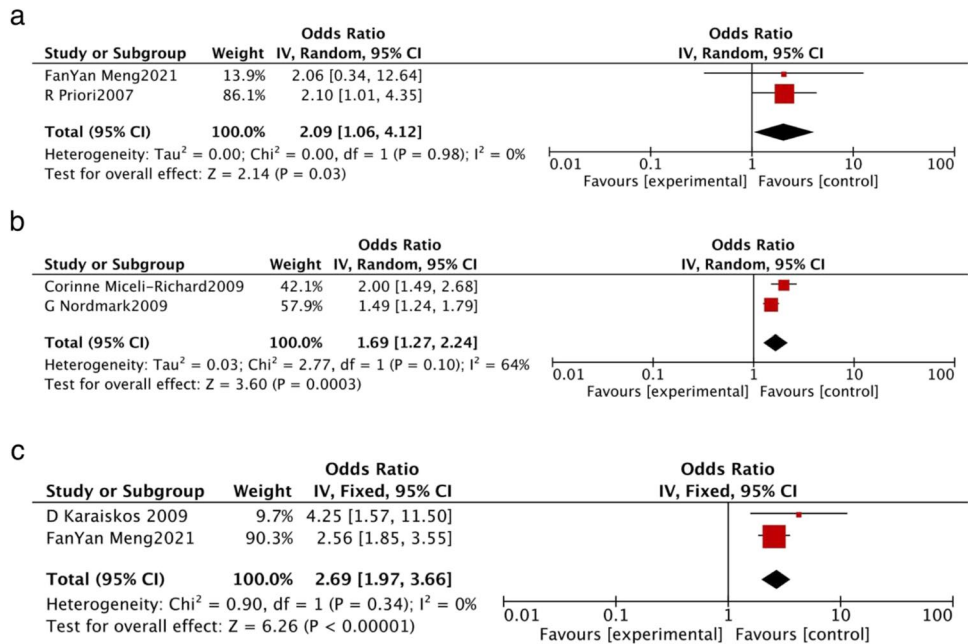 a
Odds Ratio Odds Ratio
Study or Subgroup Weight IV, Random, 95% CI IV, Random, 95% CI
FanYan Meng2021 13.9% 2.06 [0.34, 12.64]
R Priori2007 86.1% 2.10 [1.01, 4.35]
Total (95% CI) 100.0% 2.09 [1.06, 4.12]
Heterogeneity: Tau² = 0.00; Chi² = 0.00, df = 1 (P = 0.98); I² = 0%
Test for overall effect: Z = 2.14 (P = 0.03)
0.01 0.1 1 10 100
Favours [experimental] Favours [control]
b
Odds Ratio Odds Ratio
Study or Subgroup Weight IV, Random, 95% CI IV, Random, 95% CI
Corinne Miceli-Richard2009 42.1% 2.00 [1.49, 2.68]
G Nordmark2009 57.9% 1.49 [1.24, 1.79]
Total (95% CI) 100.0% 1.69 [1.27, 2.24]
Heterogeneity: Tau² = 0.03; Chi² = 2.77, df = 1 (P = 0.10); I² = 64%
Test for overall effect: Z = 3.60 (P = 0.0003)
0.01 0.1 1 10 100
Favours [experimental] Favours [control]
c
Odds Ratio Odds Ratio
Study or Subgroup Weight IV, Fixed, 95% CI IV, Fixed, 95% CI
D Karaiskos 2009 9.7% 4.25 [1.57, 11.50]
FanYan Meng2021 90.3% 2.56 [1.85, 3.55]
Total (95% CI) 100.0% 2.69 [1.97, 3.66]
Heterogeneity: Chi² = 0.90, df = 1 (P = 0.34); I² = 0%
Test for overall effect: Z = 6.26 (P < 0.00001)
0.01 0.1 1 10 100
Favours [experimental] Favours [control]